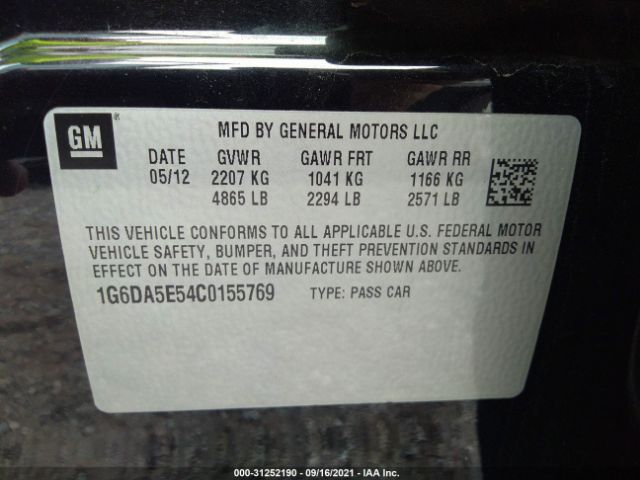 GM
MFD BY GENERAL MOTORS LLC
DATE GVWR GAWR FRT GAWR RR
05/12 2207 KG 1041 KG 1166 KG
4865 LB 2294 LB 2571 LB
THIS VEHICLE CONFORMS TO ALL APPLICABLE U.S. FEDERAL MOTOR
VEHICLE SAFETY, BUMPER, AND THEFT PREVENTION STANDARDS IN
EFFECT ON THE DATE OF MANUFACTURE SHOWN ABOVE.
1G6DA5E54C0155769 TYPE: PASS CAR
000-31252190 - 09/16/2021 - IAA Inc.